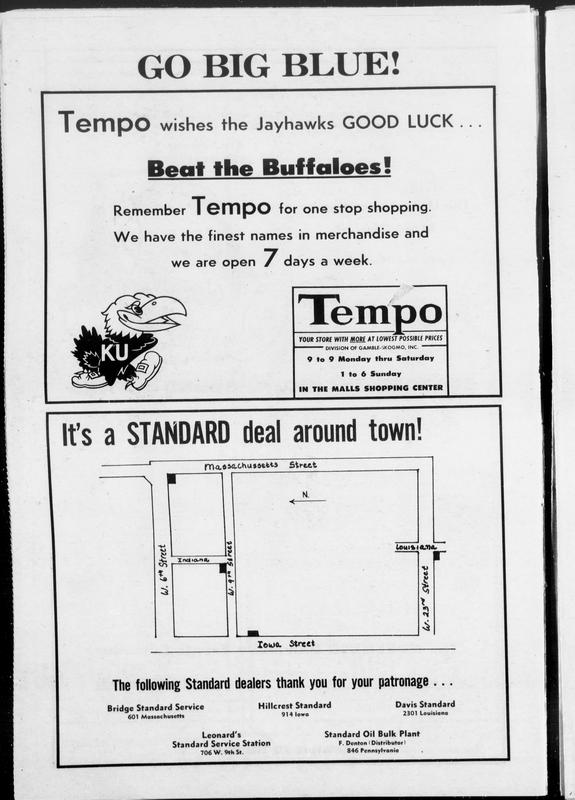 GO BIG BLUE!
Tempo wishes the Jayhawks GOOD LUCK . . .
Beat the Buffaloes!
Remember Tempo for one stop shopping.
We have the finest names in merchandise and
we are open 7 days a week.
KU
Tempo
YOUR STORE WITH MORE AT LOWEST POSSIBLE PRICES
DIVISION OF GAMBLE-SKOGMO, INC.
9 to 9 Monday thru Saturday
1 to 6 Sunday
IN THE MALLS SHOPPING CENTER
It's a STANDARD deal around town!
Massachussetts Street
N.
W. 6th Street
Indiana
W. 9th Street
Louisiana
W. 23rd Street
Iowa Street
The following Standard dealers thank you for your patronage . . .
Bridge Standard Service
601 Massachusetts
Hillcrest Standard
914 Iowa
Davis Standard
2301 Louisiana
Leonard's
Standard Service Station
706 W. 9th St.
Standard Oil Bulk Plant
F. Denton (Distributor)
846 Pennsylvania